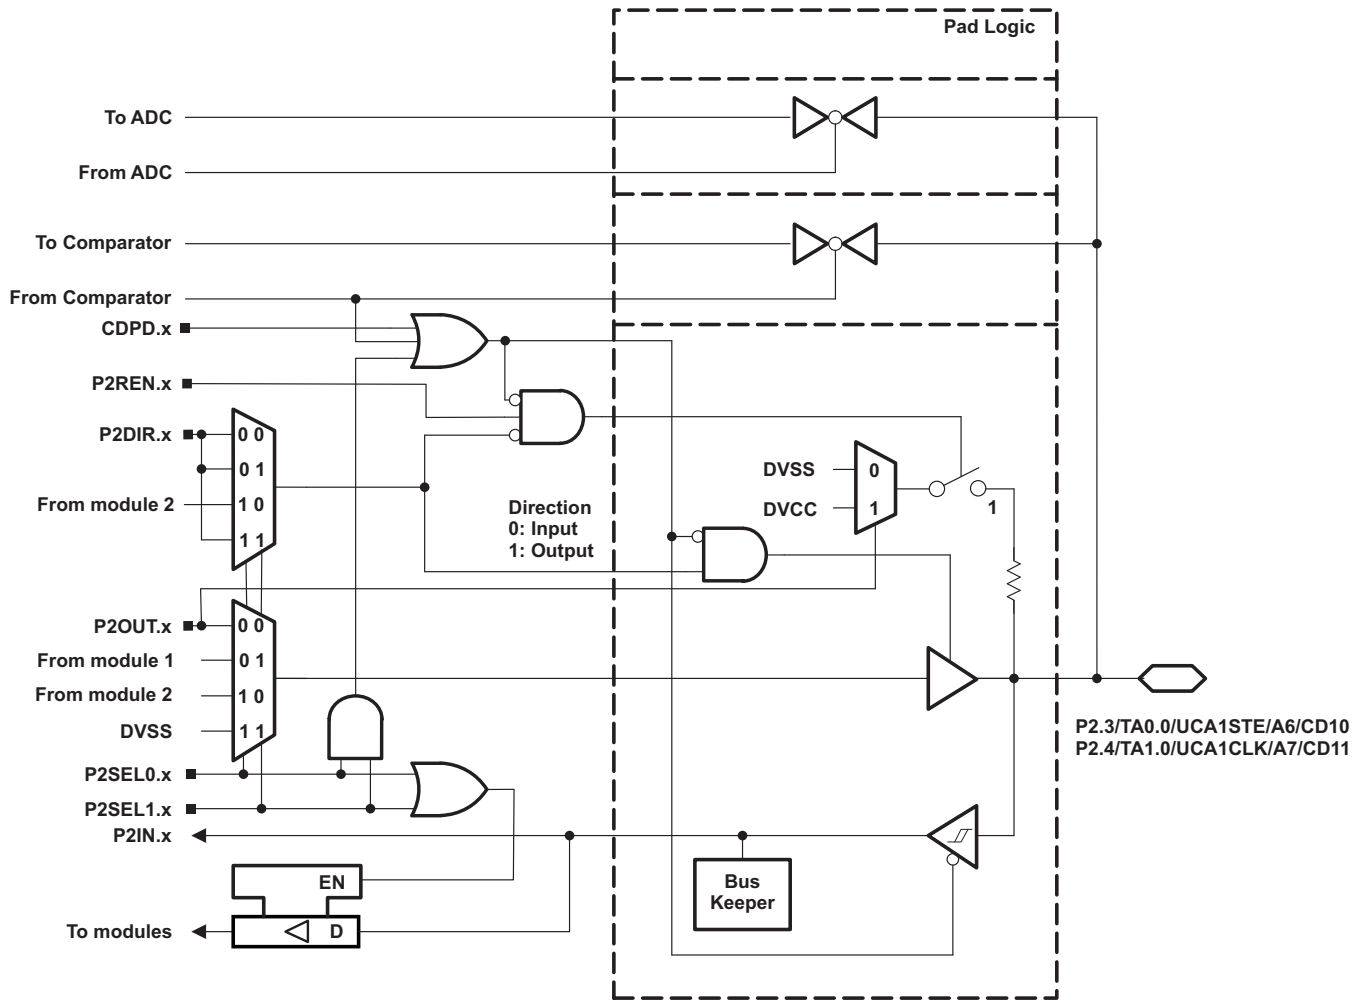 Pad Logic
To ADC
From ADC
To Comparator
From Comparator
CDPD.x
P2REN.x
P2DIR.x
0 0
0 1
From module 2
1 0
1 1
Direction
0: Input
1: Output
DVSS
0
DVCC
1
1
P2OUT.x
0 0
From module 1
0 1
From module 2
1 0
DVSS
1 1
P2SEL0.x
P2SEL1.x
P2IN.x
EN
To modules
D
Bus
Keeper
P2.3/TA0.0/UCA1STE/A6/CD10
P2.4/TA1.0/UCA1CLK/A7/CD11